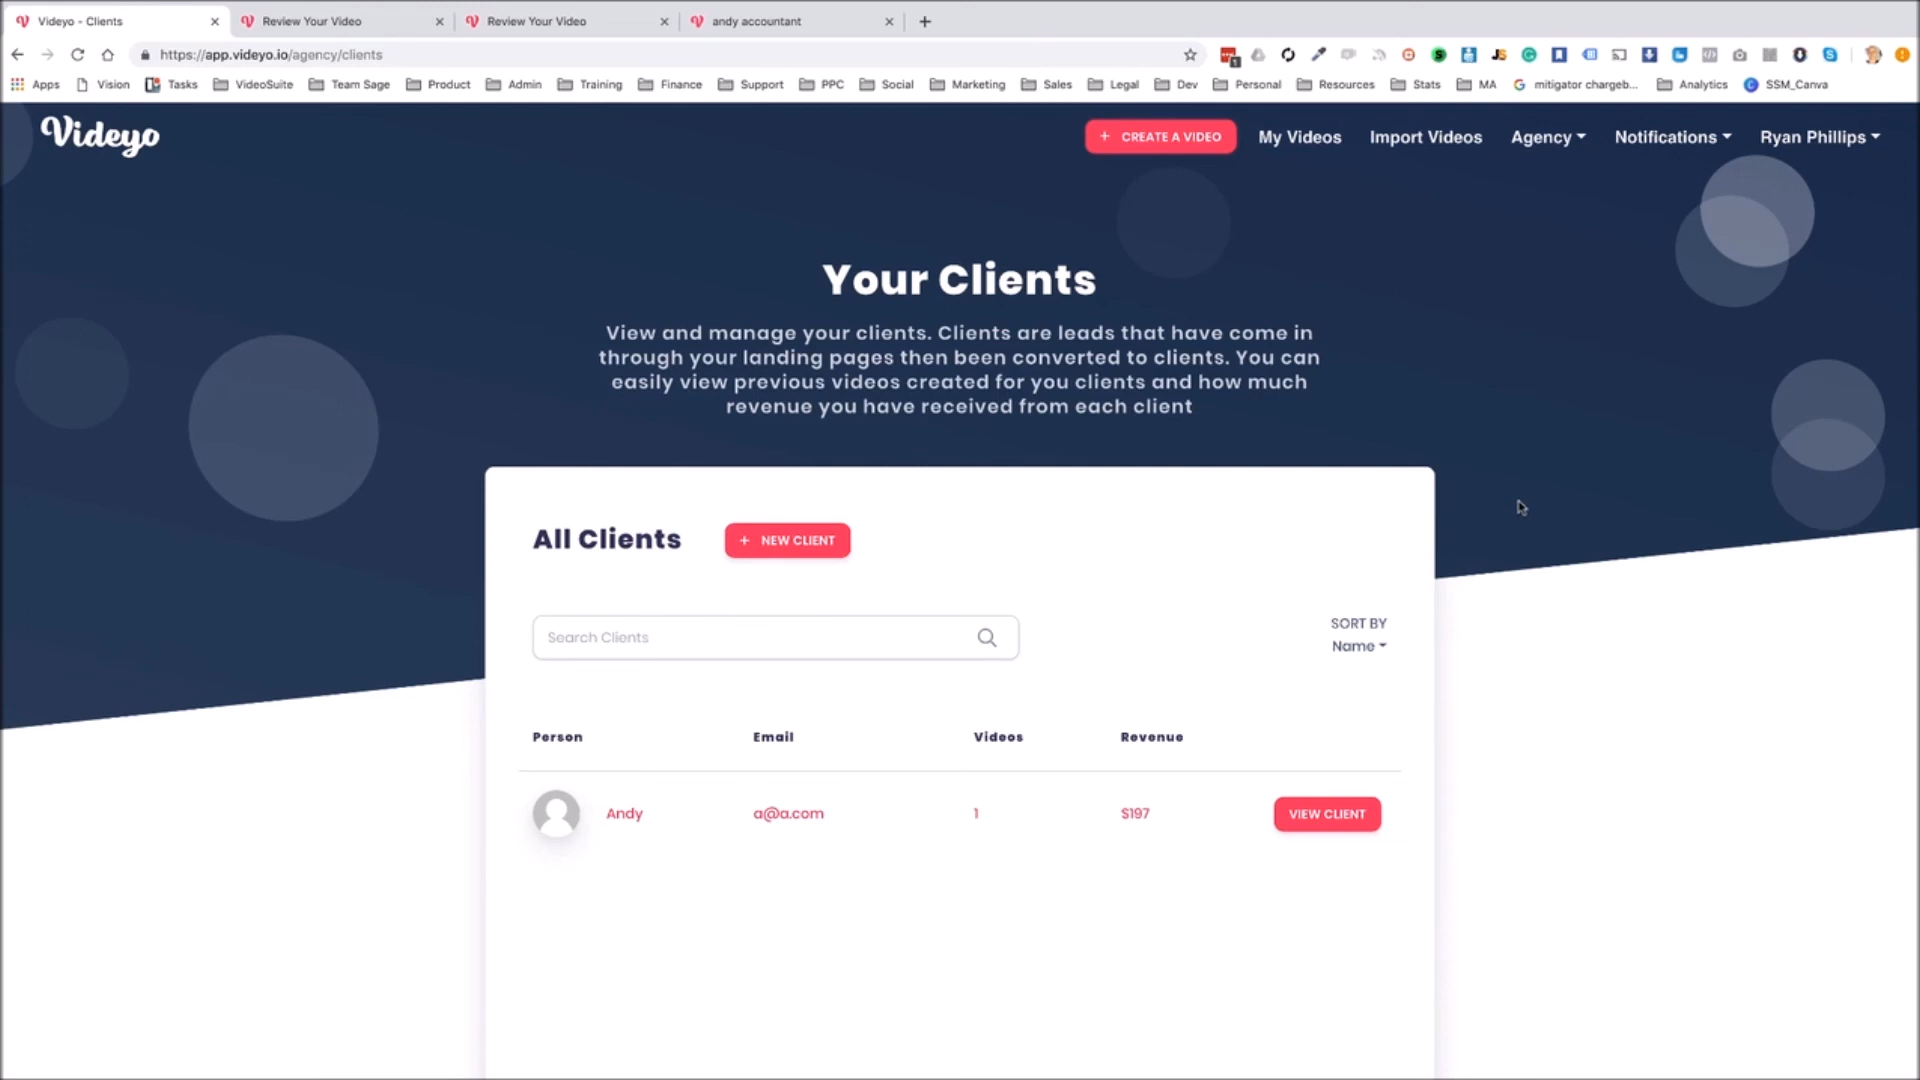 Videyo - Clients
Review Your Video
Review Your Video
andy accountant
https://app.videyo.io/agency/clients
Apps Vision Tasks VideoSuite Team Sage Product Admin Training Finance Support PPC Social Marketing Sales Legal Dev Personal Resources Stats MA mitigator chargeb... Analytics SSM_Canva
Videyo
+ CREATE A VIDEO
My Videos
Import Videos
Agency
Notifications
Ryan Phillips
Your Clients
View and manage your clients. Clients are leads that have come in
through your landing pages then been converted to clients. You can
easily view previous videos created for you clients and how much
revenue you have received from each client
All Clients
+ NEW CLIENT
Search Clients
SORT BY
Name
Person Email Videos Revenue
Andy a@a.com 1 $197 VIEW CLIENT